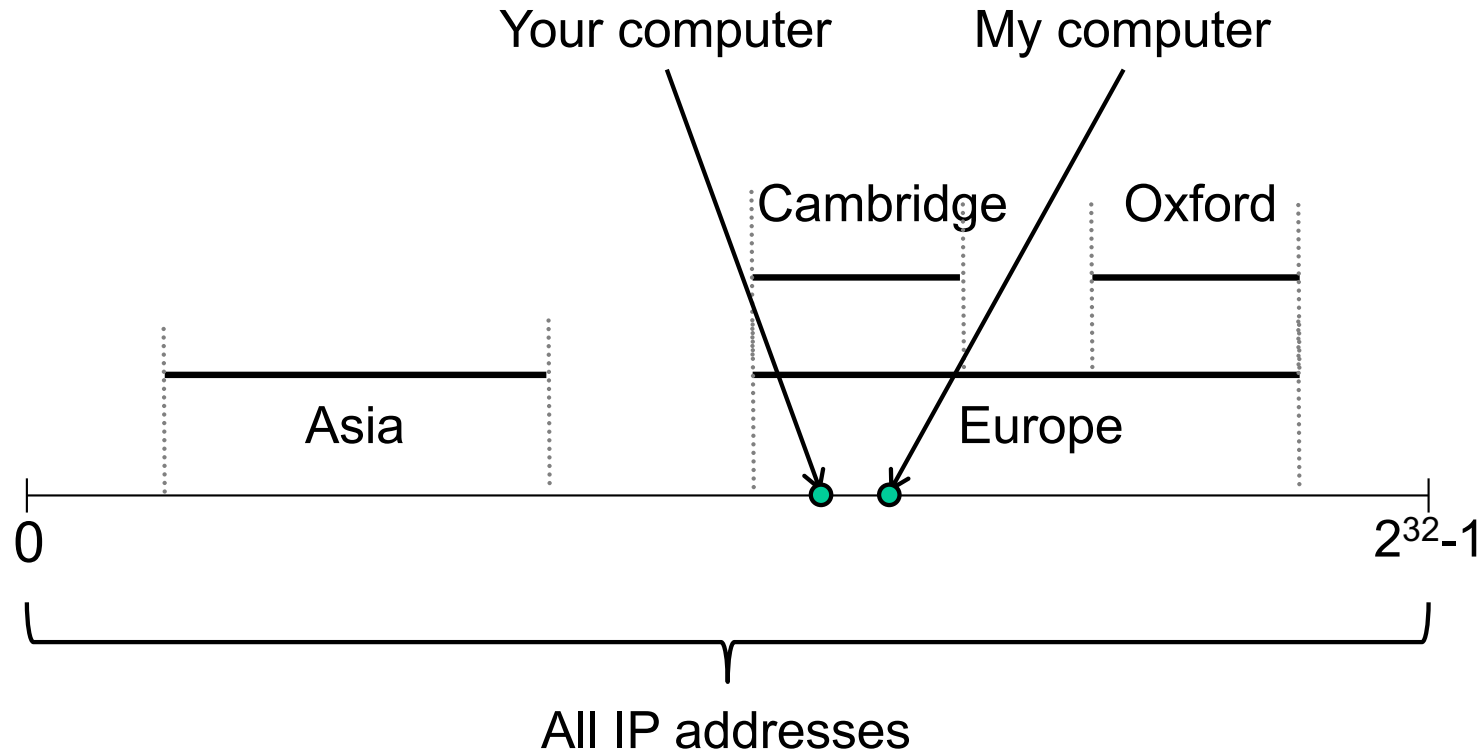 Your computer
My computer
Cambridge
Oxford
Asia
Europe
0
2³²-1
All IP addresses